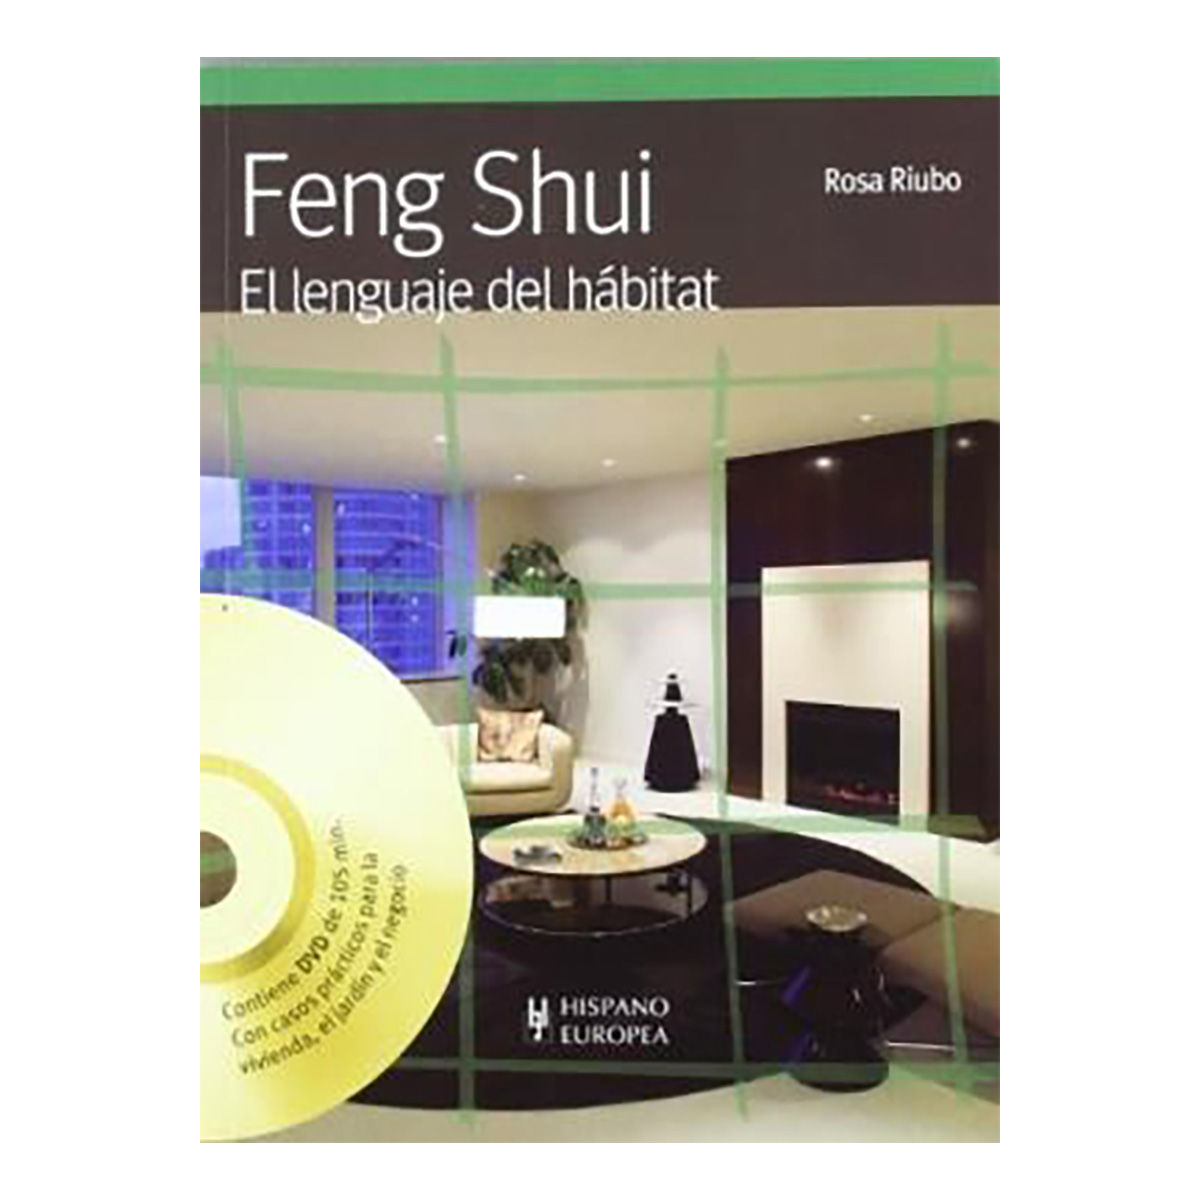 Feng Shui
Rosa Riubo
El lenguaje del hábitat
Contiene DVD de 105 min.
Con casos prácticos para la
vivienda, el jardín y el negocio
HISPANO
EUROPEA